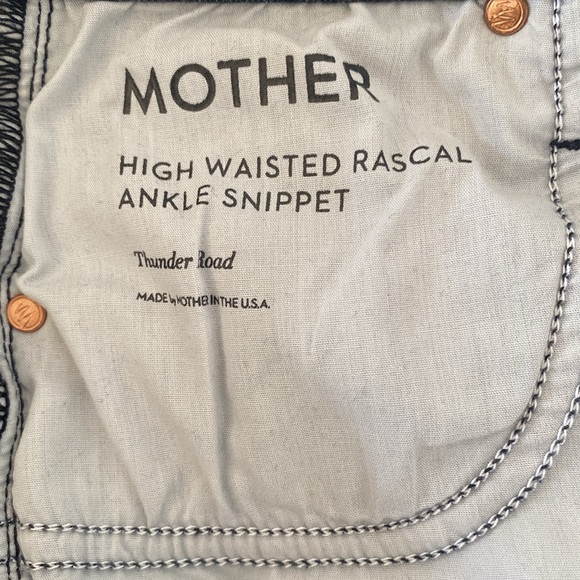 MOTHER
HIGH WAISTED RASCAL
ANKLE SNIPPET
Thunder Road
MADE by MOTHER IN THE U.S.A.